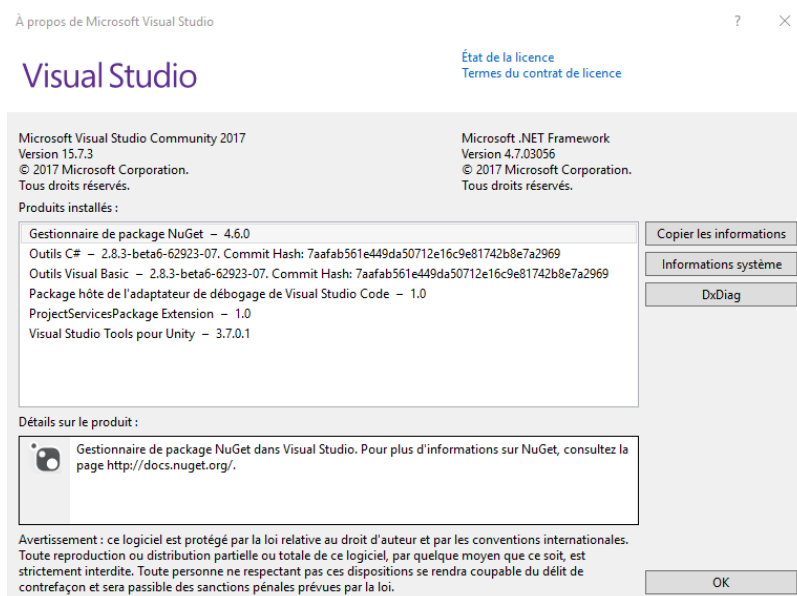 À propos de Microsoft Visual Studio
?
Visual Studio
État de la licence
Termes du contrat de licence
Microsoft Visual Studio Community 2017
Version 15.7.3
© 2017 Microsoft Corporation.
Tous droits réservés.
Microsoft .NET Framework
Version 4.7.03056
© 2017 Microsoft Corporation.
Tous droits réservés.
Produits installés :
Gestionnaire de package NuGet – 4.6.0
Outils C# – 2.8.3-beta6-62923-07. Commit Hash: 7aafab561e449da50712e16c9e81742b8e7a2969
Outils Visual Basic – 2.8.3-beta6-62923-07. Commit Hash: 7aafab561e449da50712e16c9e81742b8e7a2969
Package hôte de l'adaptateur de débogage de Visual Studio Code – 1.0
ProjectServicesPackage Extension – 1.0
Visual Studio Tools pour Unity – 3.7.0.1
Copier les informations
Informations système
DxDiag
Détails sur le produit :
Gestionnaire de package NuGet dans Visual Studio. Pour plus d'informations sur NuGet, consultez la
page http://docs.nuget.org/.
Avertissement : ce logiciel est protégé par la loi relative au droit d'auteur et par les conventions internationales.
Toute reproduction ou distribution partielle ou totale de ce logiciel, par quelque moyen que ce soit, est
strictement interdite. Toute personne ne respectant pas ces dispositions se rendra coupable du délit de
contrefaçon et sera passible des sanctions pénales prévues par la loi.
OK